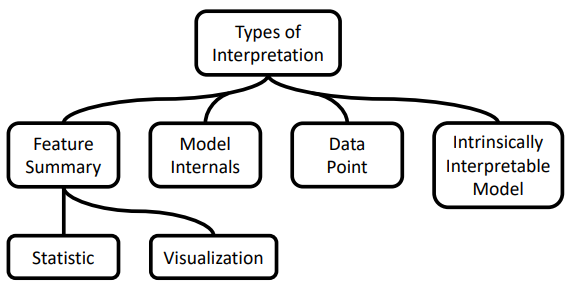 Types of
Interpretation
Feature
Summary
Model
Internals
Data
Point
Intrinsically
Interpretable
Model
Statistic
Visualization